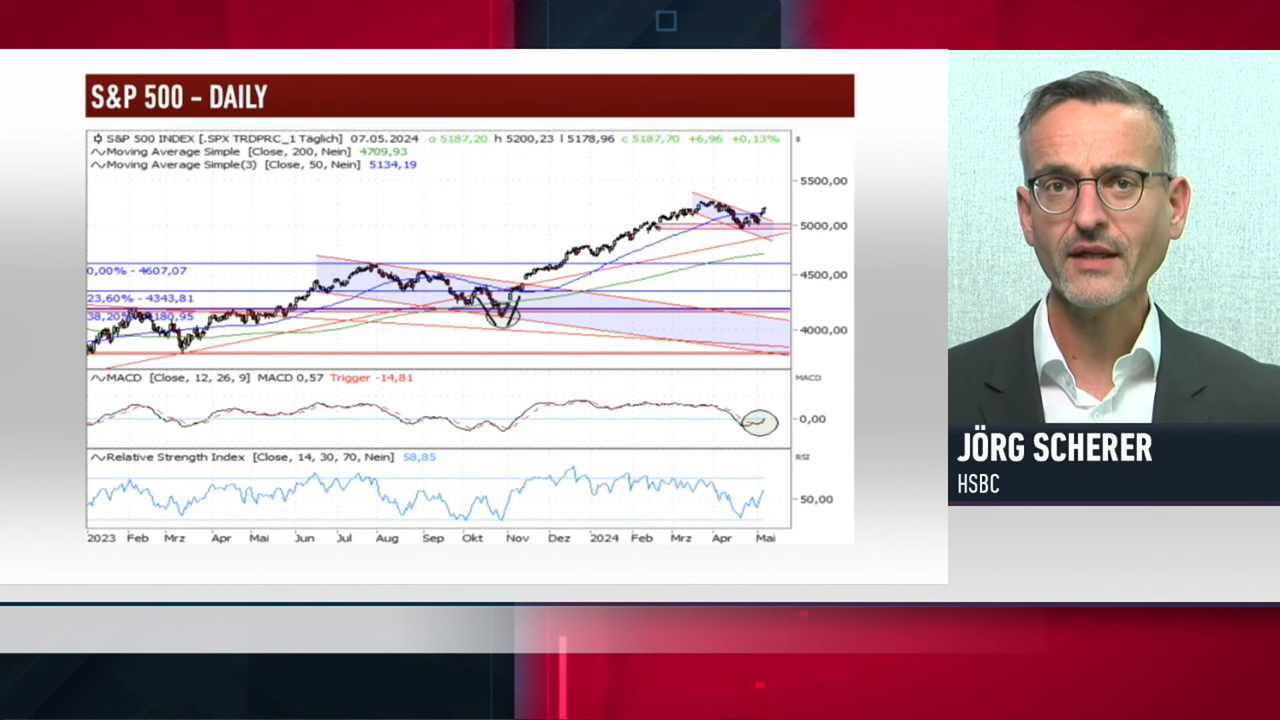 S&P 500 – DAILY
S&P 500 INDEX [.SPX TRDPRC_1 Täglich] 07.05.2024 o 5187,20 h 5200,23 l 5178,96 c 5187,70 +6,96 +0,13% $
Moving Average Simple [Close, 200, Nein] 4709,93
Moving Average Simple(3) [Close, 50, Nein] 5134,19
5500,00
5000,00
0,00% - 4607,07
4500,00
23,60% - 4343,81
38,20% - 4180,95
4000,00
MACD [Close, 12, 26, 9] MACD 0,57 Trigger -14,81 MACD
0,00
Relative Strength Index [Close, 14, 30, 70, Nein] 58,85 RSI
50,00
2023 Feb Mrz Apr Mai Jun Jul Aug Sep Okt Nov Dez 2024 Feb Mrz Apr Mai
JÖRG SCHERER
HSBC